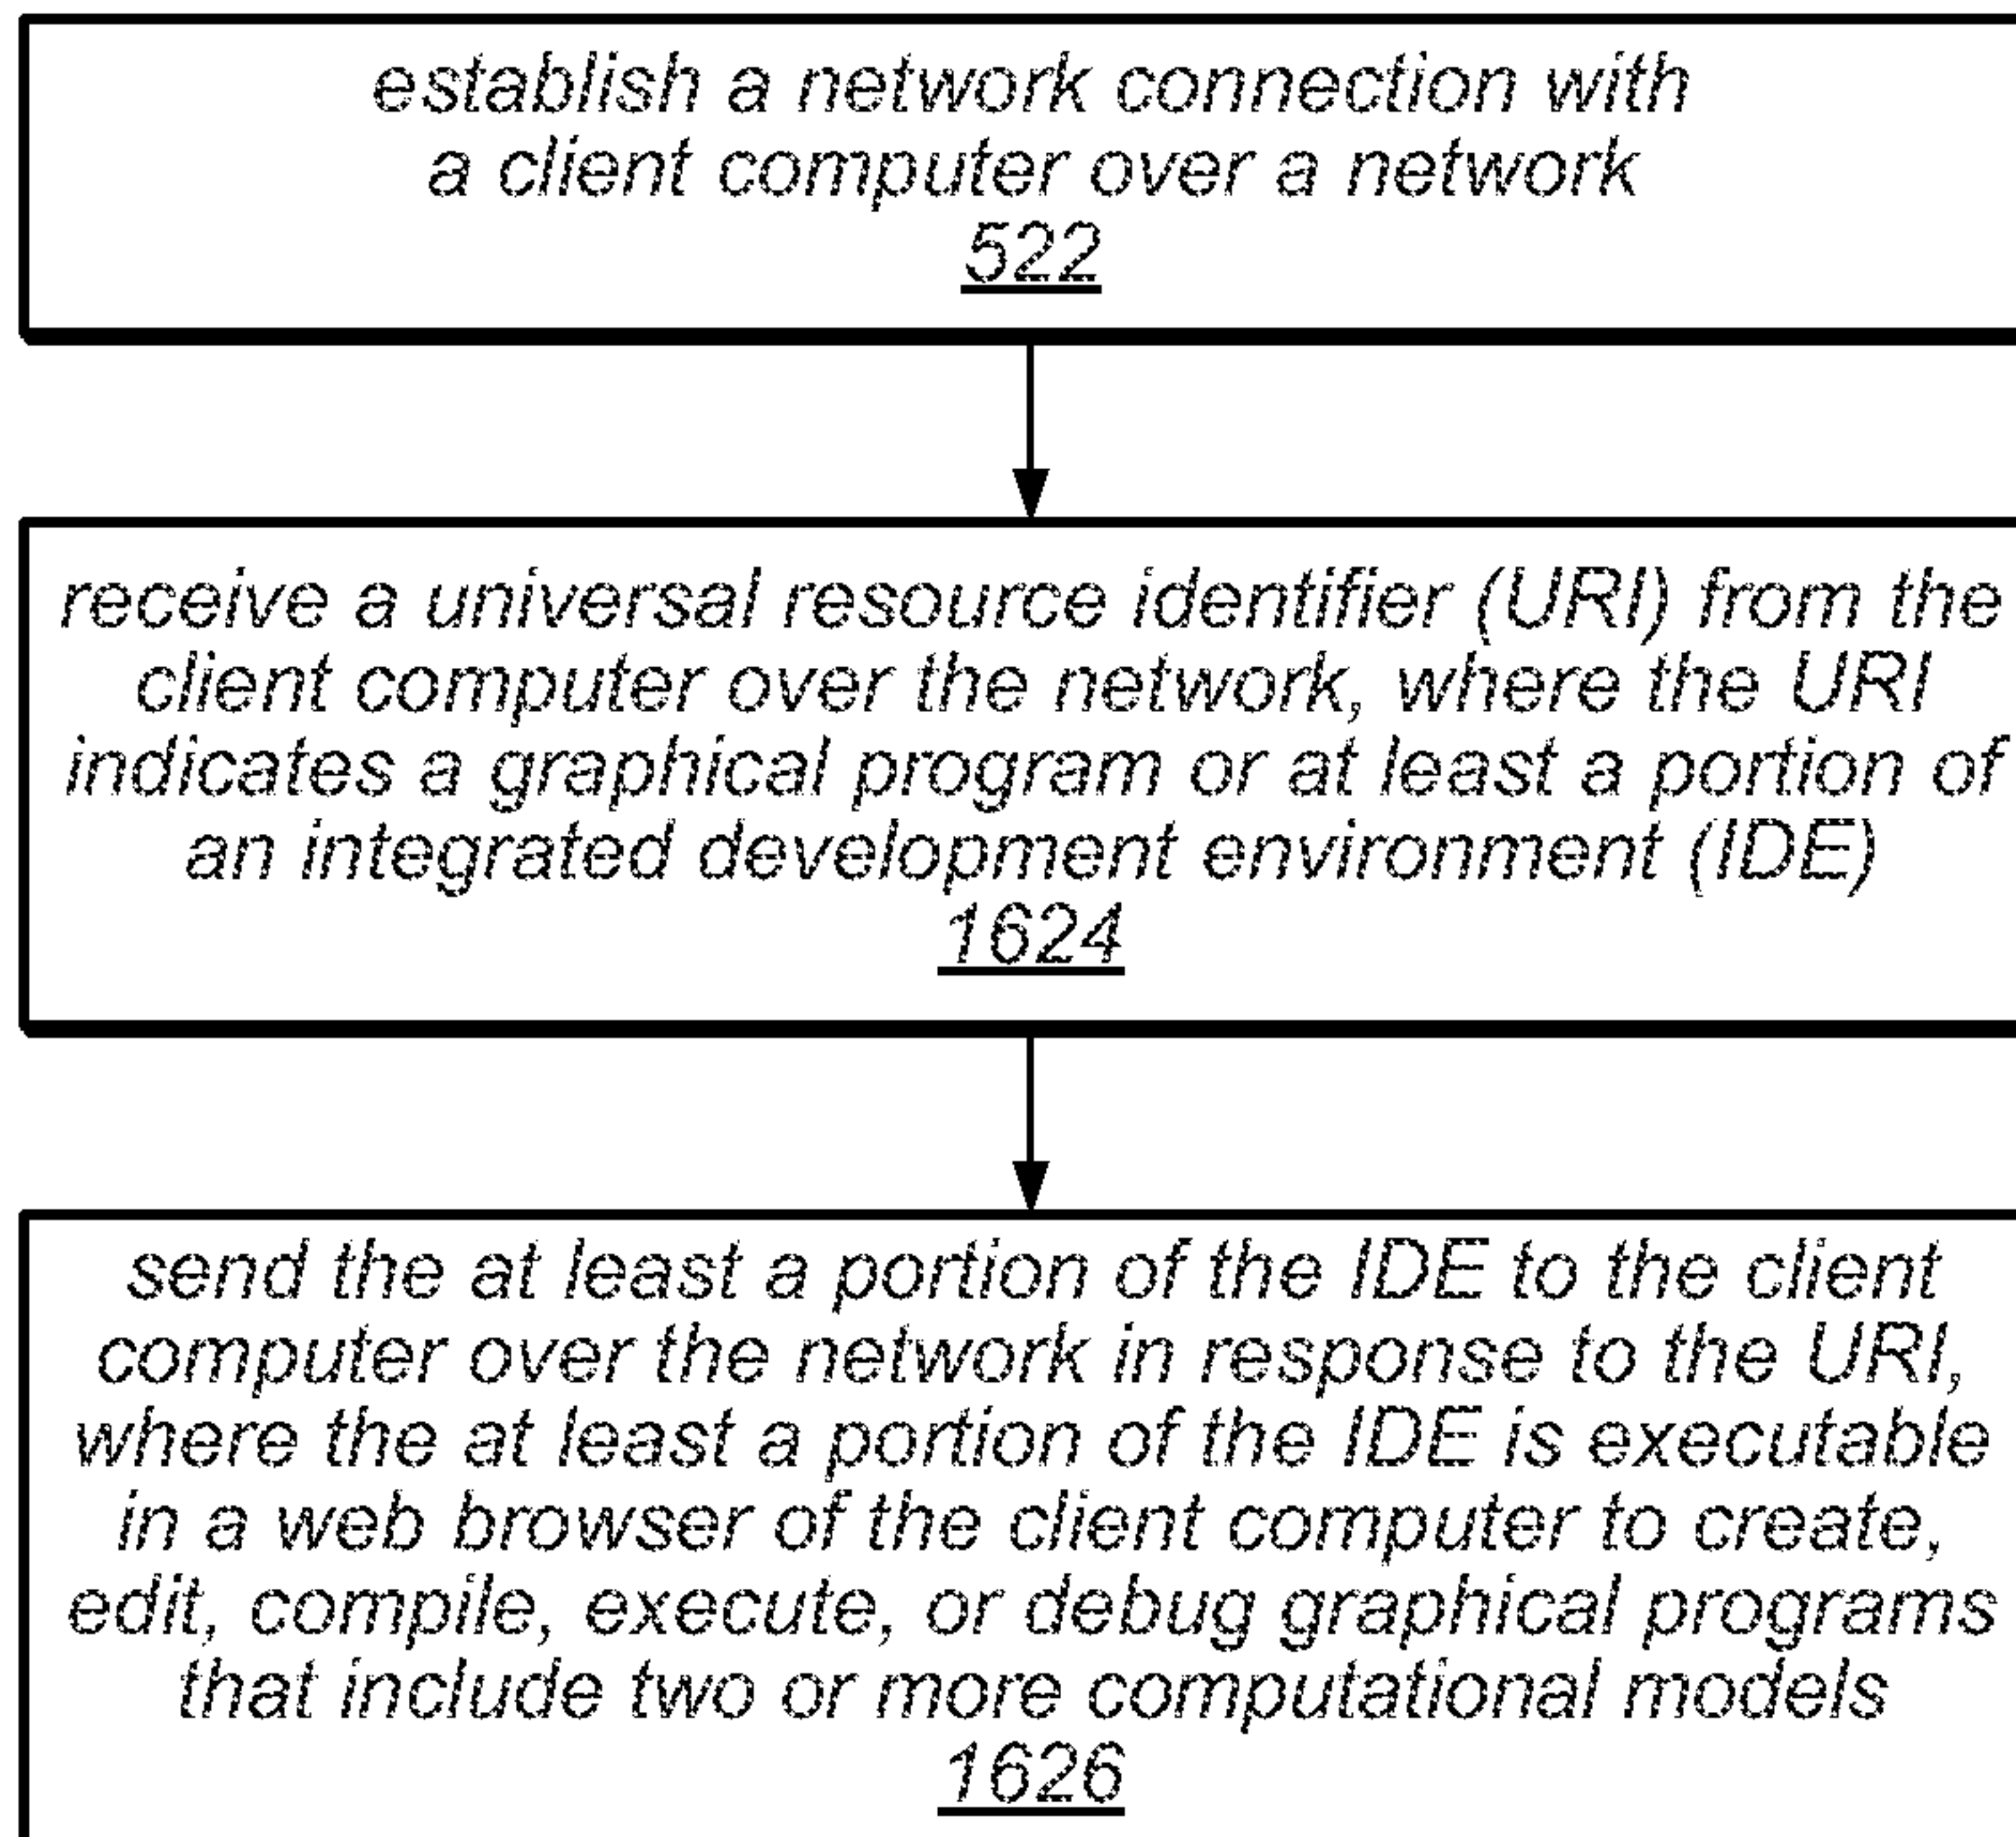 establish a network connection with
a client computer over a network
522
receive a universal resource identifier (URI) from the
client computer over the network, where the URI
indicates a graphical program or at least a portion of
an integrated development environment (IDE)
1624
send the at least a portion of the IDE to the client
computer over the network in response to the URI,
where the at least a portion of the IDE is executable
in a web browser of the client computer to create,
edit, compile, execute, or debug graphical programs
that include two or more computational models
1626